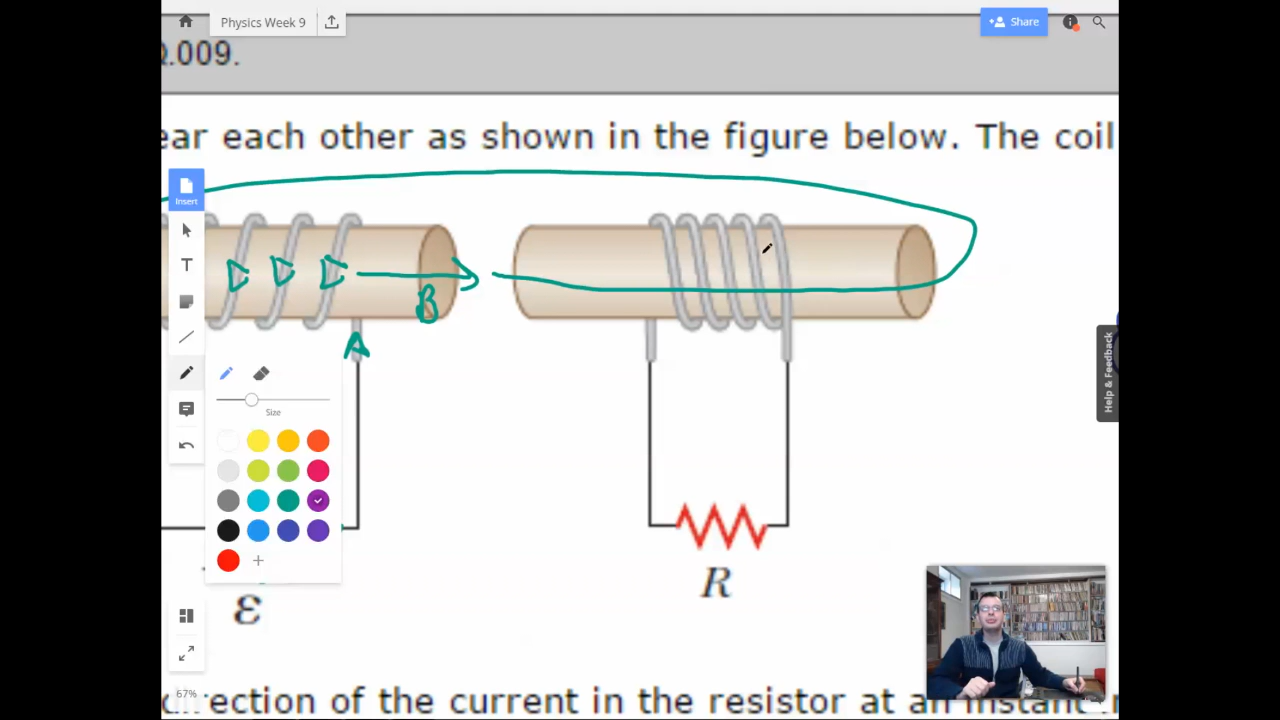 Physics Week 9
Share
.009.
ear each other as shown in the figure below. The coil
Insert
T
B
A
Help & Feedback
Size
R
ε
67%
rection of the current in the resistor at an instant